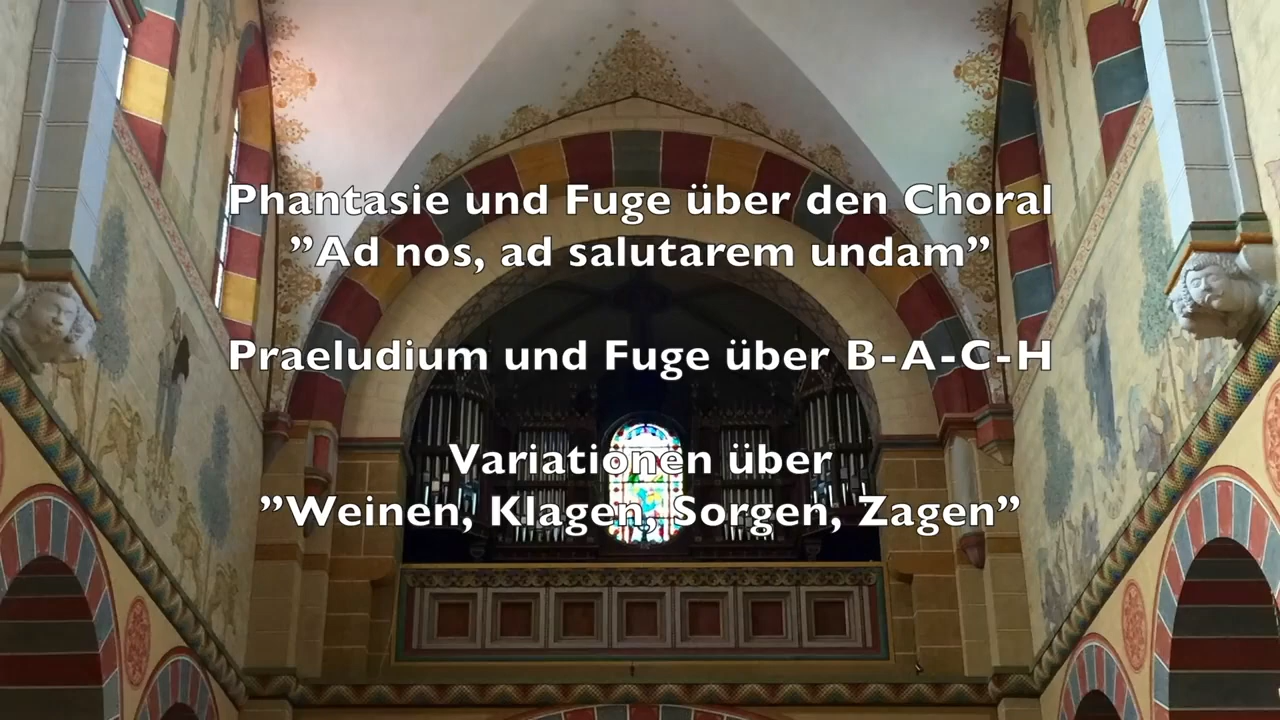 Phantasie und Fuge über den Choral
”Ad nos, ad salutarem undam”
Praeludium und Fuge über B-A-C-H
Variationen über
”Weinen, Klagen, Sorgen, Zagen”